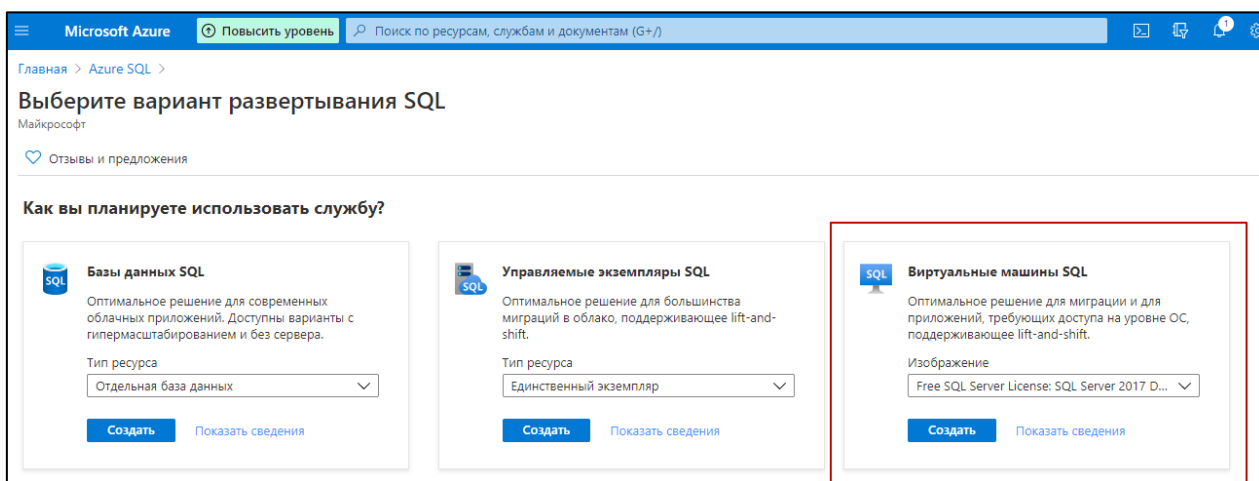 Microsoft Azure
Повысить уровень
Поиск по ресурсам, службам и документам (G+/)
1
Главная > Azure SQL >
Выберите вариант развертывания SQL
Майкрософт
Отзывы и предложения
Как вы планируете использовать службу?
SQL
Базы данных SQL
Оптимальное решение для современных
облачных приложений. Доступны варианты с
гипермасштабированием и без сервера.
Тип ресурса
Отдельная база данных
Создать
Показать сведения
SQL
Управляемые экземпляры SQL
Оптимальное решение для большинства
миграций в облако, поддерживающее lift-and-
shift.
Тип ресурса
Единственный экземпляр
Создать
Показать сведения
SQL
Виртуальные машины SQL
Оптимальное решение для миграции и для
приложений, требующих доступа на уровне ОС,
поддерживающее lift-and-shift.
Изображение
Free SQL Server License: SQL Server 2017 D...
Создать
Показать сведения